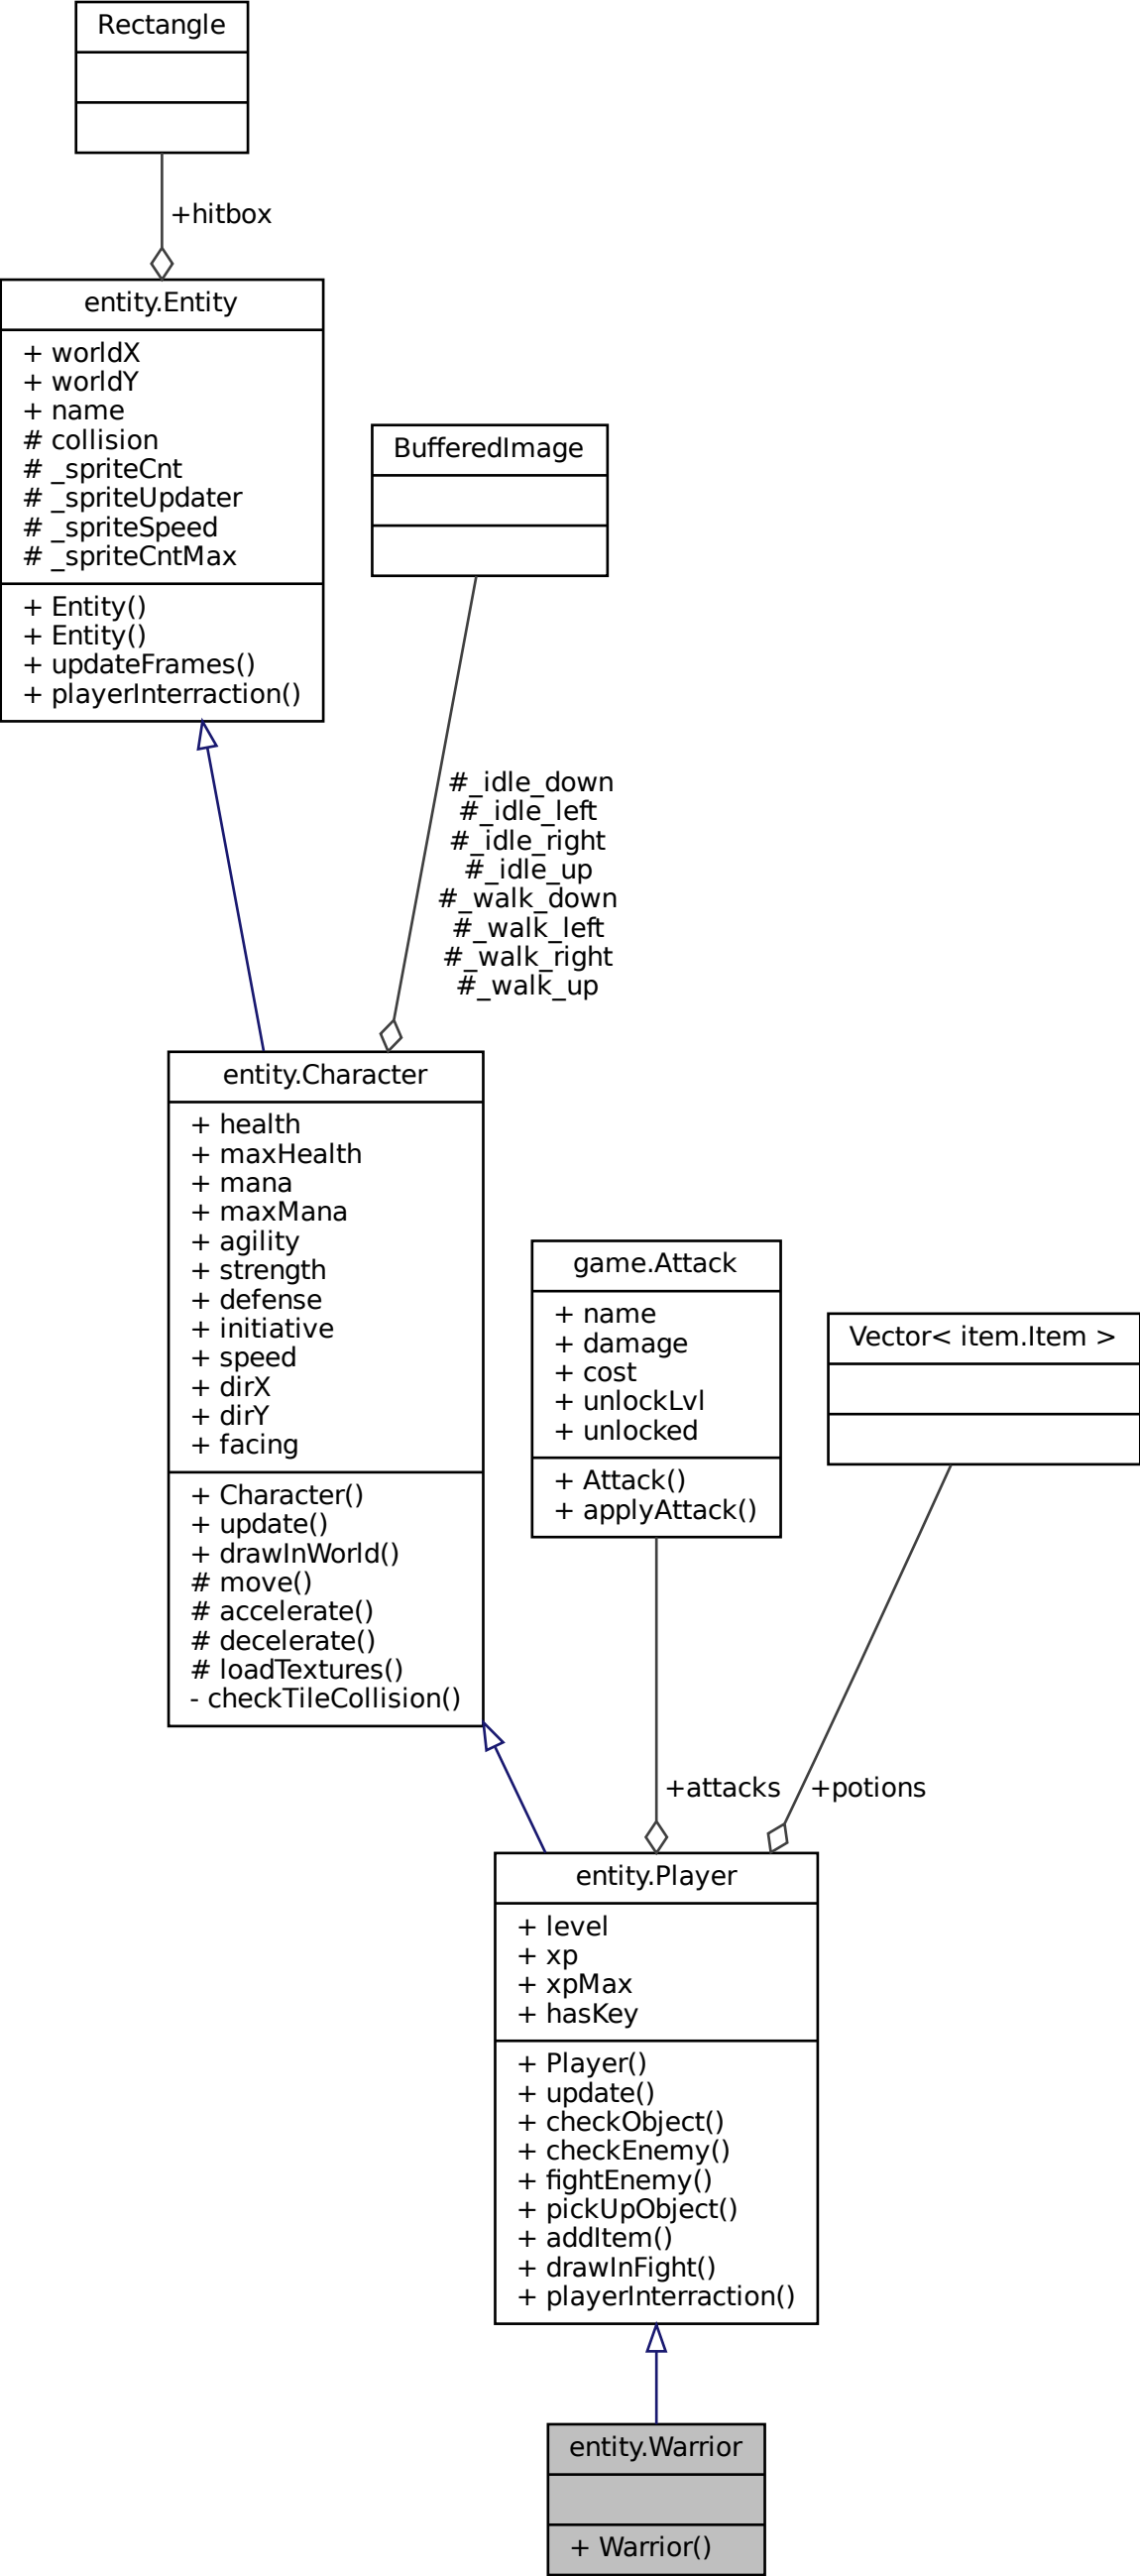 Rectangle
+hitbox
entity.Entity
+ worldX
+ worldY
+ name
# collision
# _spriteCnt
# _spriteUpdater
# _spriteSpeed
# _spriteCntMax
+ Entity()
+ Entity()
+ updateFrames()
+ playerInterraction()
BufferedImage
#_idle_down
#_idle_left
#_idle_right
#_idle_up
#_walk_down
#_walk_left
#_walk_right
#_walk_up
entity.Character
+ health
+ maxHealth
+ mana
+ maxMana
+ agility
+ strength
+ defense
+ initiative
+ speed
+ dirX
+ dirY
+ facing
+ Character()
+ update()
+ drawInWorld()
# move()
# accelerate()
# decelerate()
# loadTextures()
- checkTileCollision()
game.Attack
+ name
+ damage
+ cost
+ unlockLvl
+ unlocked
+ Attack()
+ applyAttack()
Vector< item.Item >
+attacks
+potions
entity.Player
+ level
+ xp
+ xpMax
+ hasKey
+ Player()
+ update()
+ checkObject()
+ checkEnemy()
+ fightEnemy()
+ pickUpObject()
+ addItem()
+ drawInFight()
+ playerInterraction()
entity.Warrior
+ Warrior()